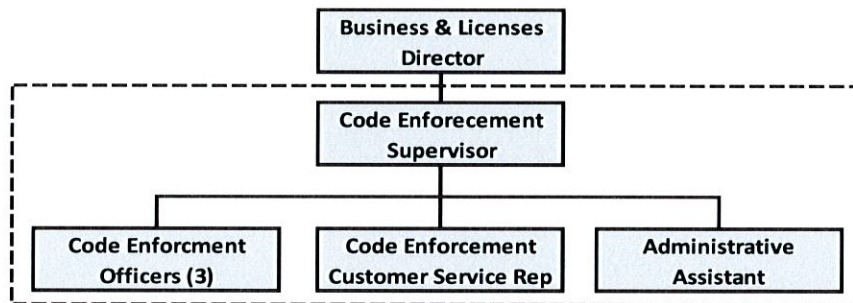 Business & Licenses
Director
Code Enforecement
Supervisor
Code Enforcment
Officers (3)
Code Enforcement
Customer Service Rep
Administrative
Assistant